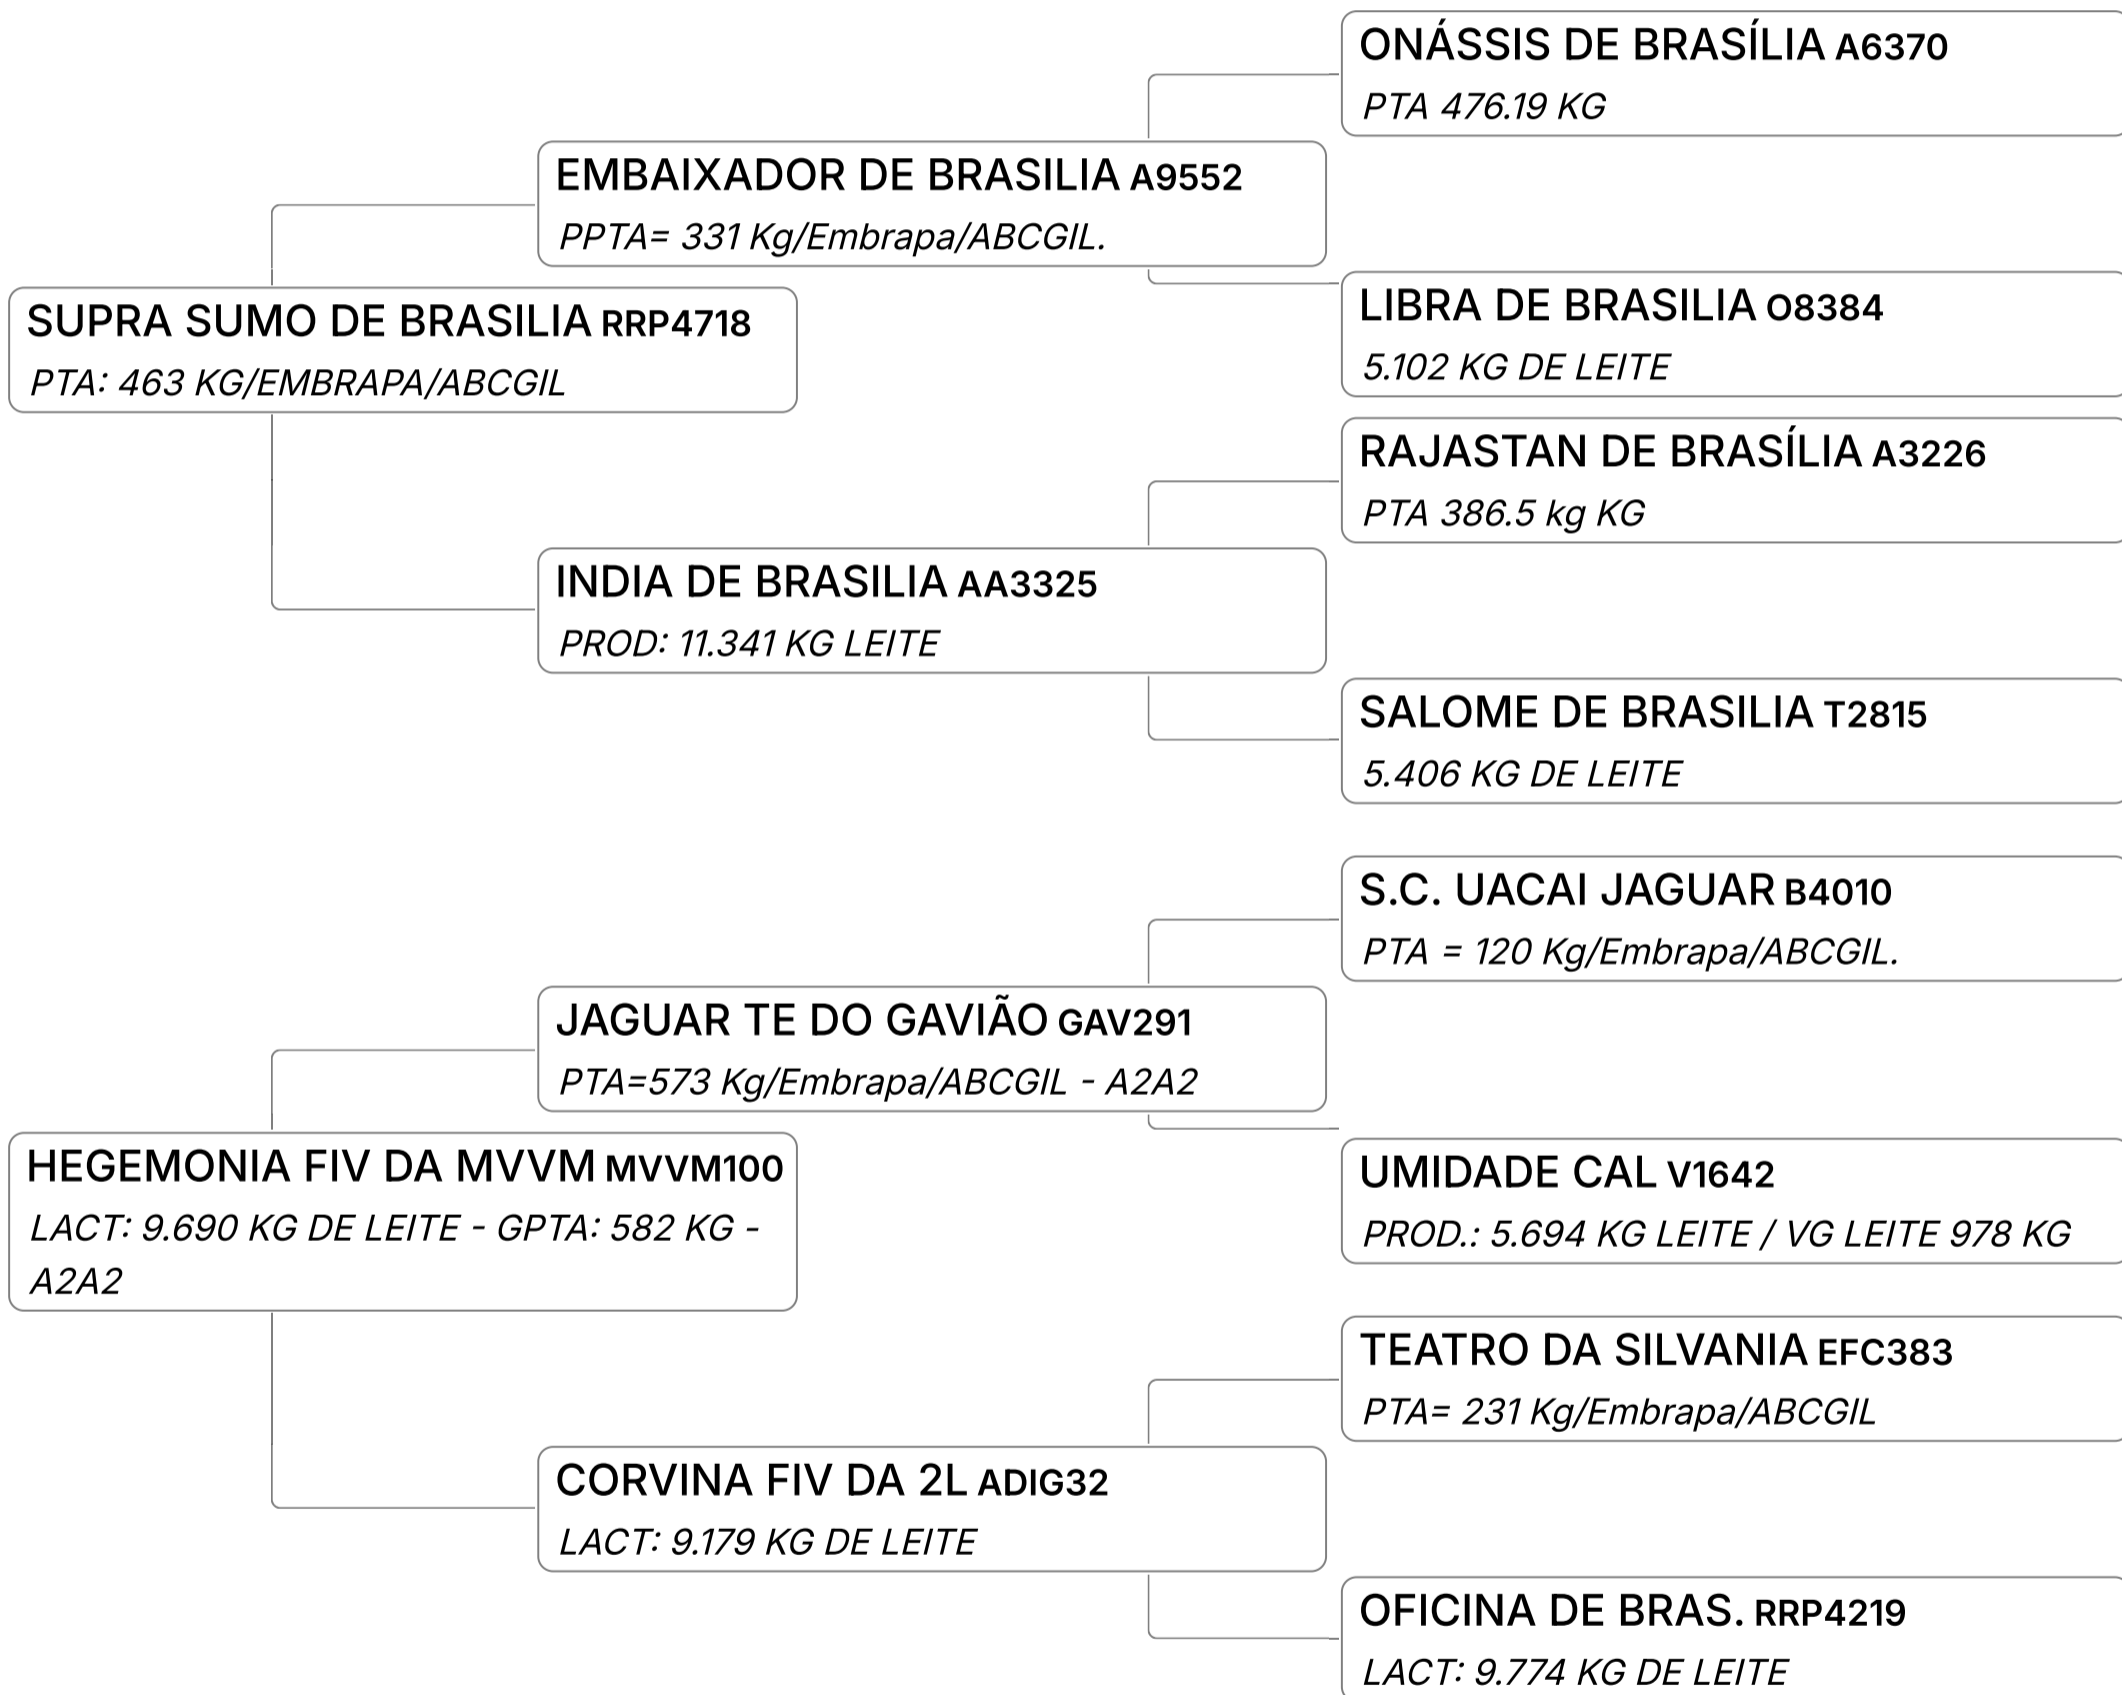 ONÁSSIS DE BRASÍLIA A6370
PTA 476.19 KG
EMBAIXADOR DE BRASILIA A9552
PPTA= 331 Kg/Embrapa/ABCGIL.
LIBRA DE BRASILIA O8384
5.102 KG DE LEITE
SUPRA SUMO DE BRASILIA RRP4718
PTA: 463 KG/EMBRAPA/ABCGIL
RAJASTAN DE BRASÍLIA A3226
PTA 386.5 kg KG
INDIA DE BRASILIA AA3325
PROD: 11.341 KG LEITE
SALOME DE BRASILIA T2815
5.406 KG DE LEITE
S.C. UACAI JAGUAR B4010
PTA = 120 Kg/Embrapa/ABCGIL.
JAGUAR TE DO GAVIÃO GAV291
PTA=573 Kg/Embrapa/ABCGIL - A2A2
HEGEMONIA FIV DA MVVM MVVM100
LACT: 9.690 KG DE LEITE - GPTA: 582 KG -
A2A2
UMIDADE CAL V1642
PROD.: 5.694 KG LEITE / VG LEITE 978 KG
TEATRO DA SILVANIA EFC383
PTA= 231 Kg/Embrapa/ABCGIL
CORVINA FIV DA 2L ADIG32
LACT: 9.179 KG DE LEITE
OFICINA DE BRAS. RRP4219
LACT: 9.774 KG DE LEITE